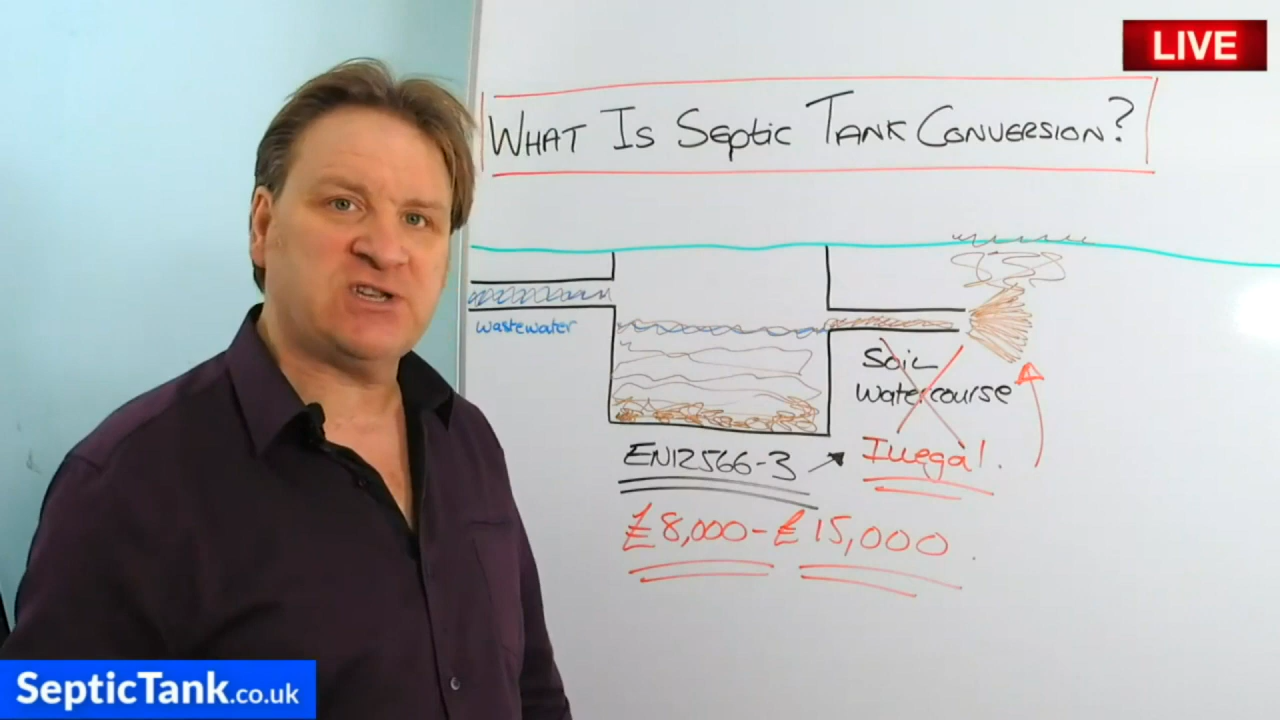 LIVE
WHAT IS SEPTIC TANK CONVERSION?
wastewater
SOIL
Watercourse
EN12566-3
Illegal.
£8,000-£15,000
SepticTank.co.uk